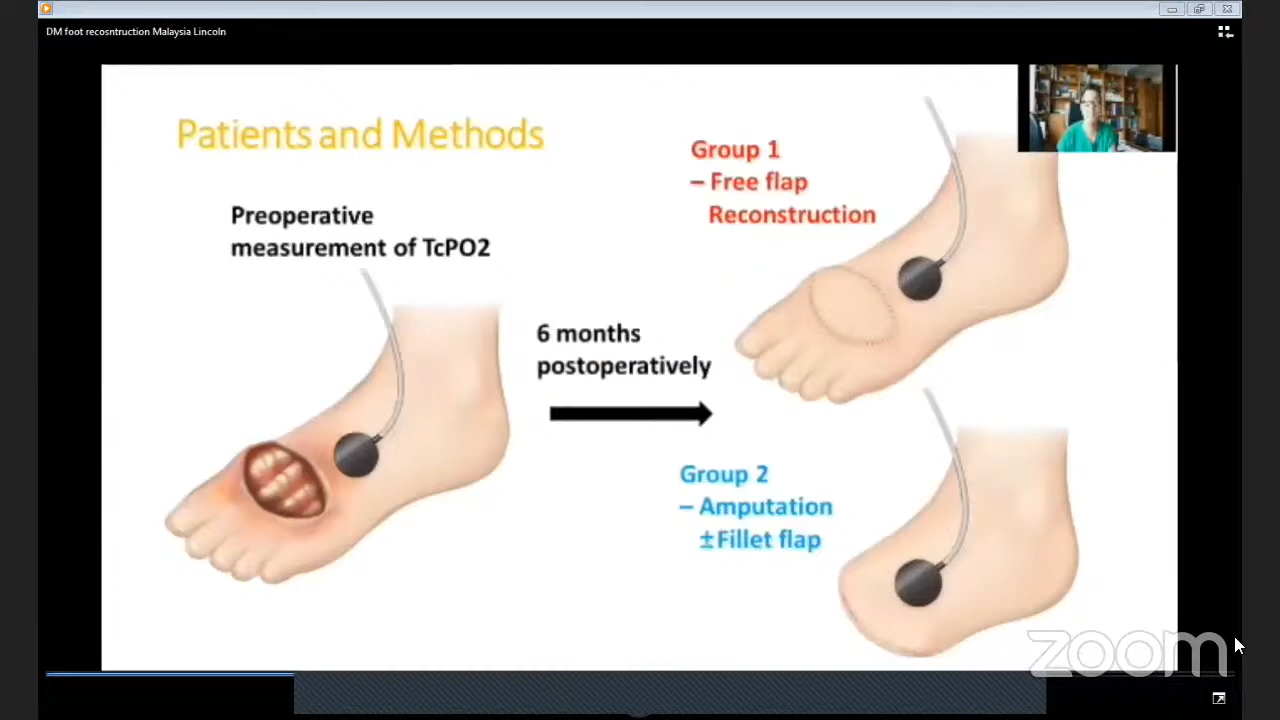 DM foot recosntruction Malaysia Lincoln
Patients and Methods
Preoperative
measurement of TcPO2
6 months
postoperatively
Group 1
– Free flap
Reconstruction
Group 2
– Amputation
±Fillet flap
zoom